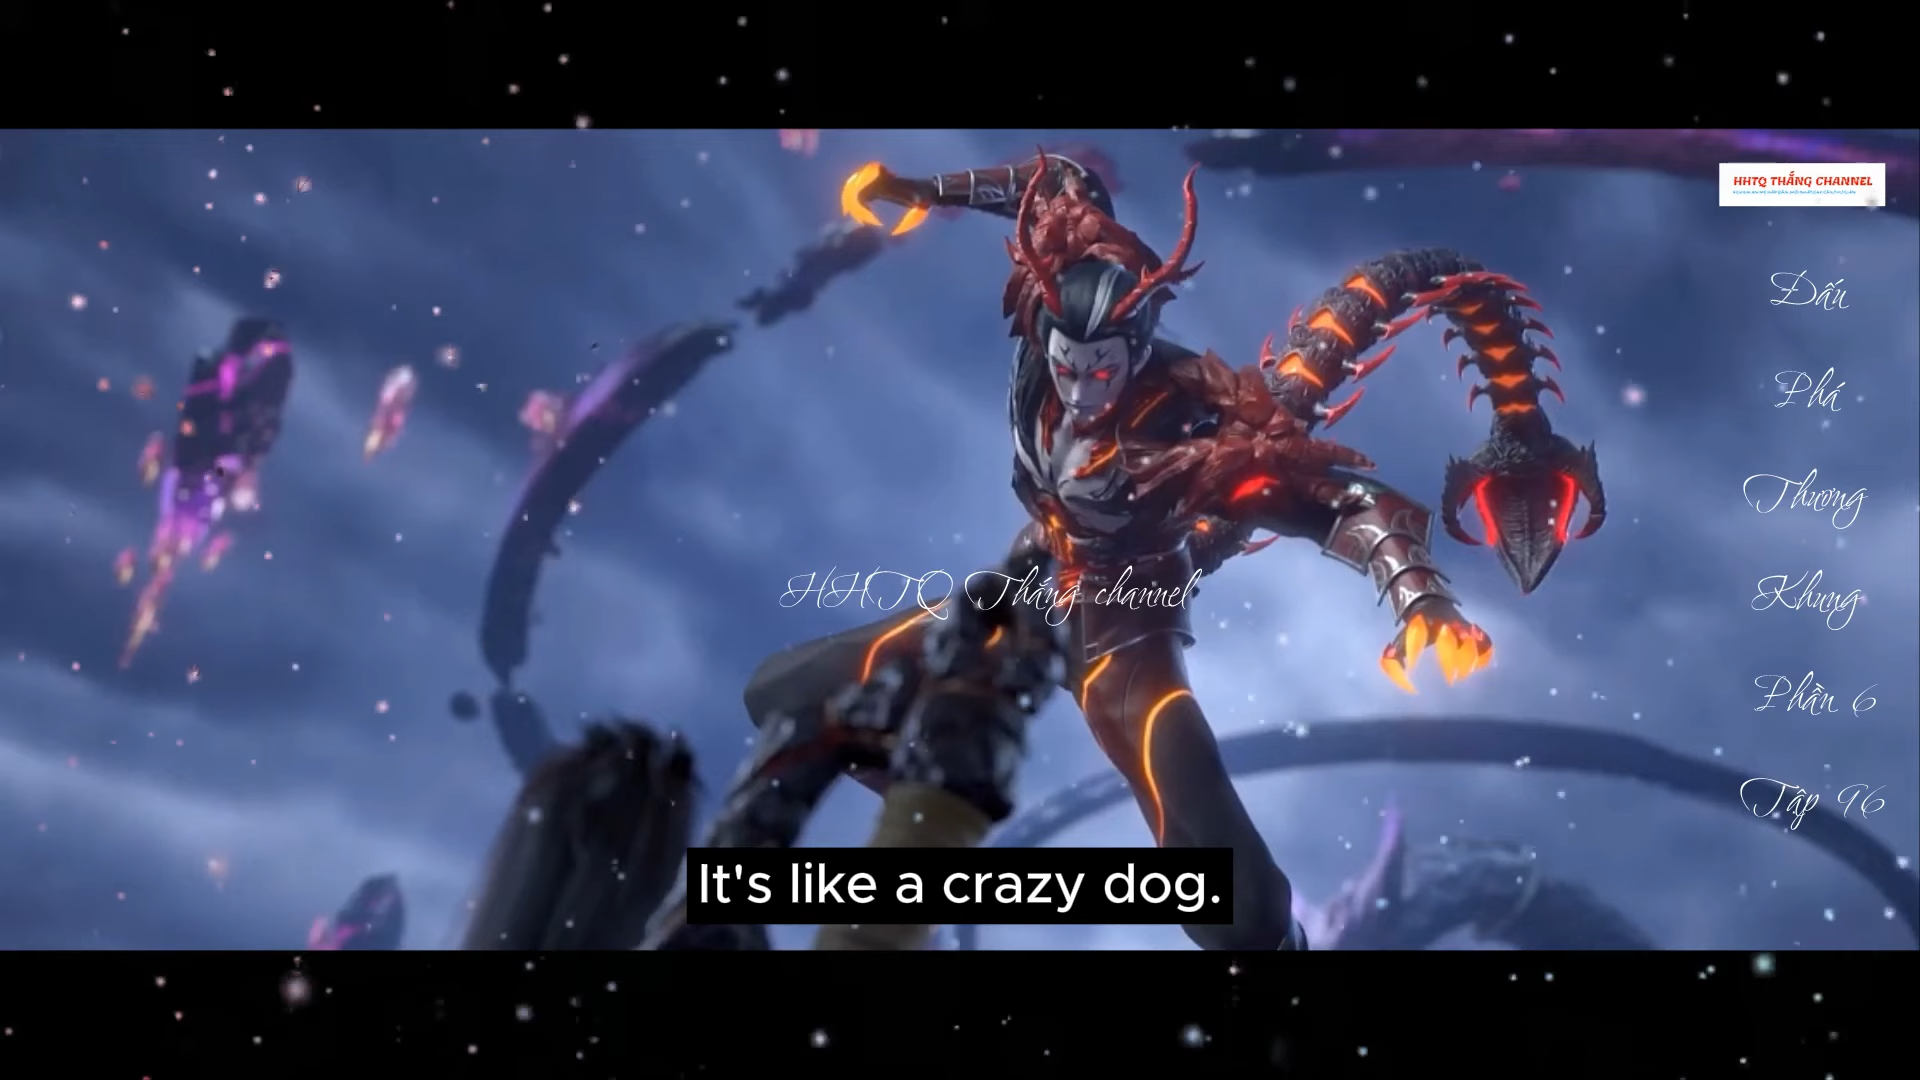 HHTQ THẮNG CHANNEL
Đấu
Phá
Thương
Khung
Phần 6
Tập 96
HHTQ Thắng channel
It's like a crazy dog.